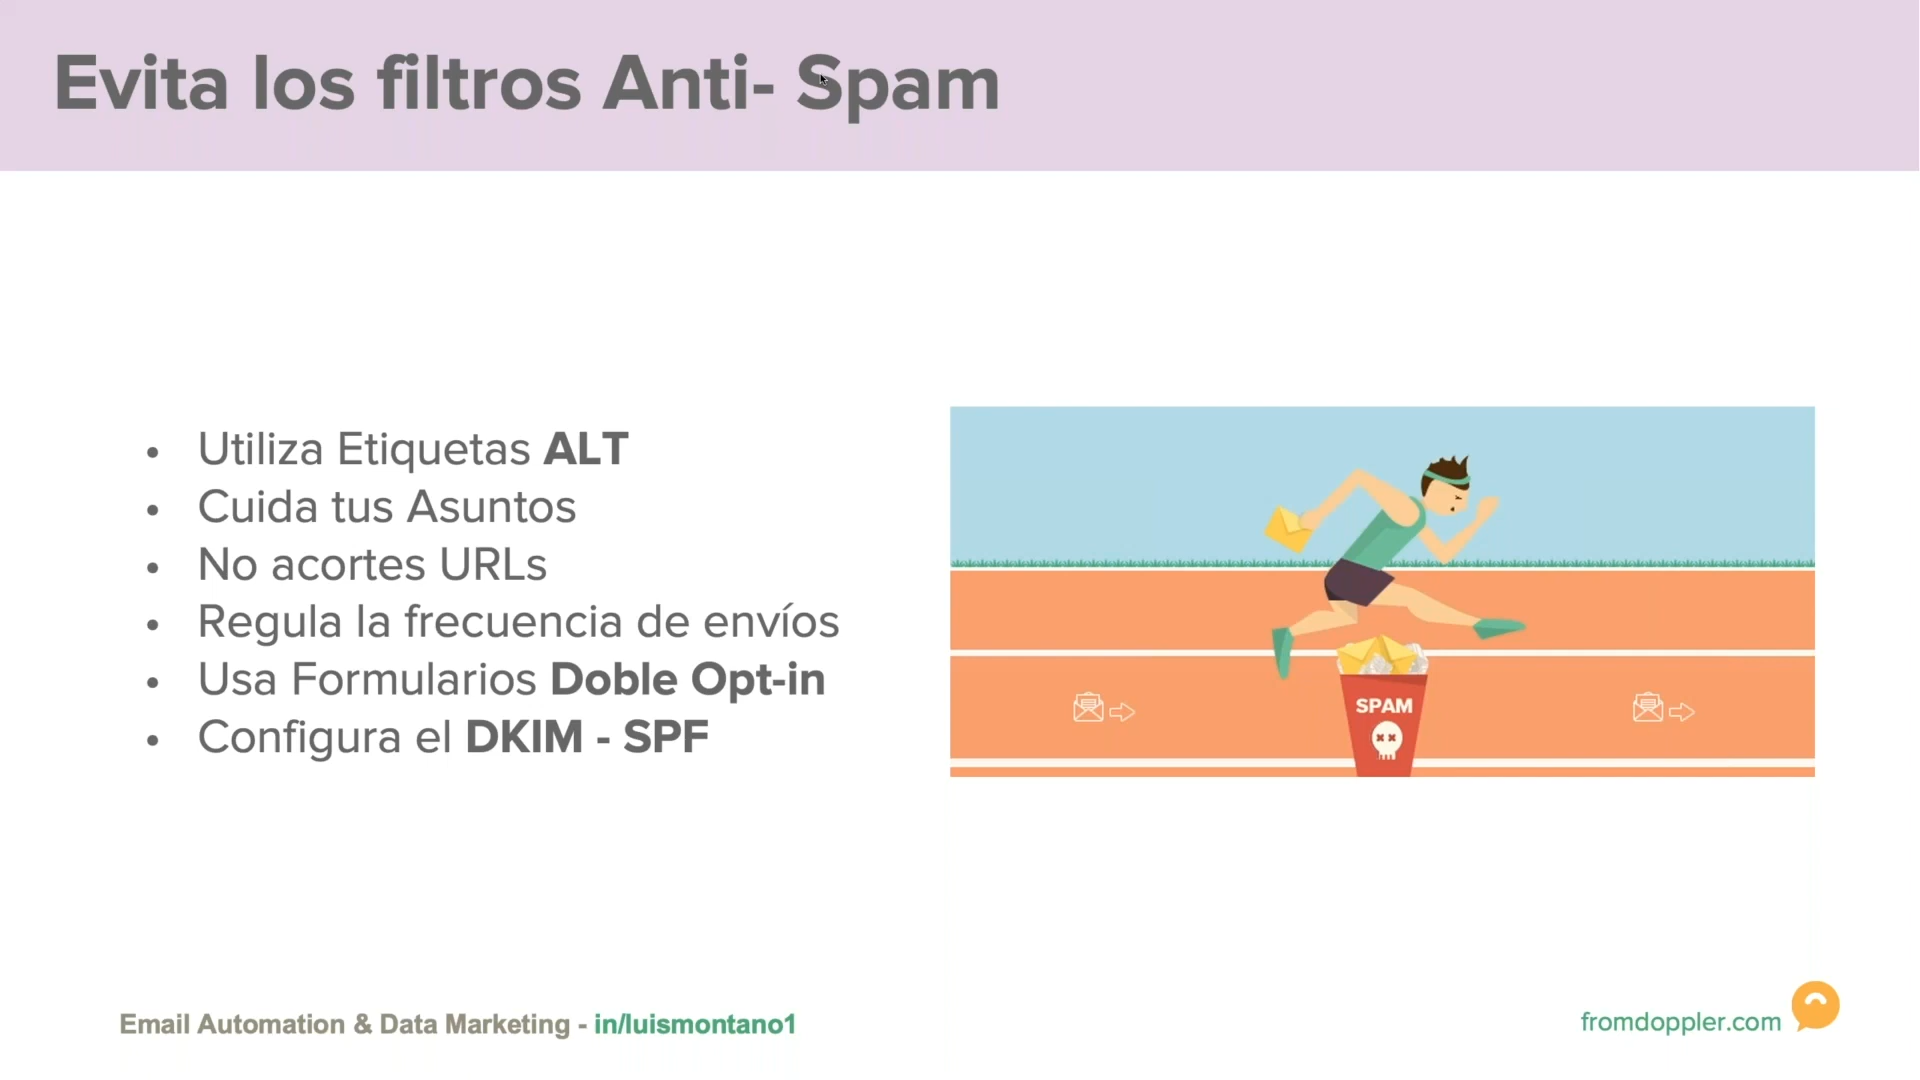 Evita los filtros Anti- Spam
• Utiliza Etiquetas ALT
• Cuida tus Asuntos
• No acortes URLs
• Regula la frecuencia de envíos
• Usa Formularios Doble Opt-in
• Configura el DKIM - SPF
SPAM
Email Automation & Data Marketing - in/luismontano1
fromdoppler.com